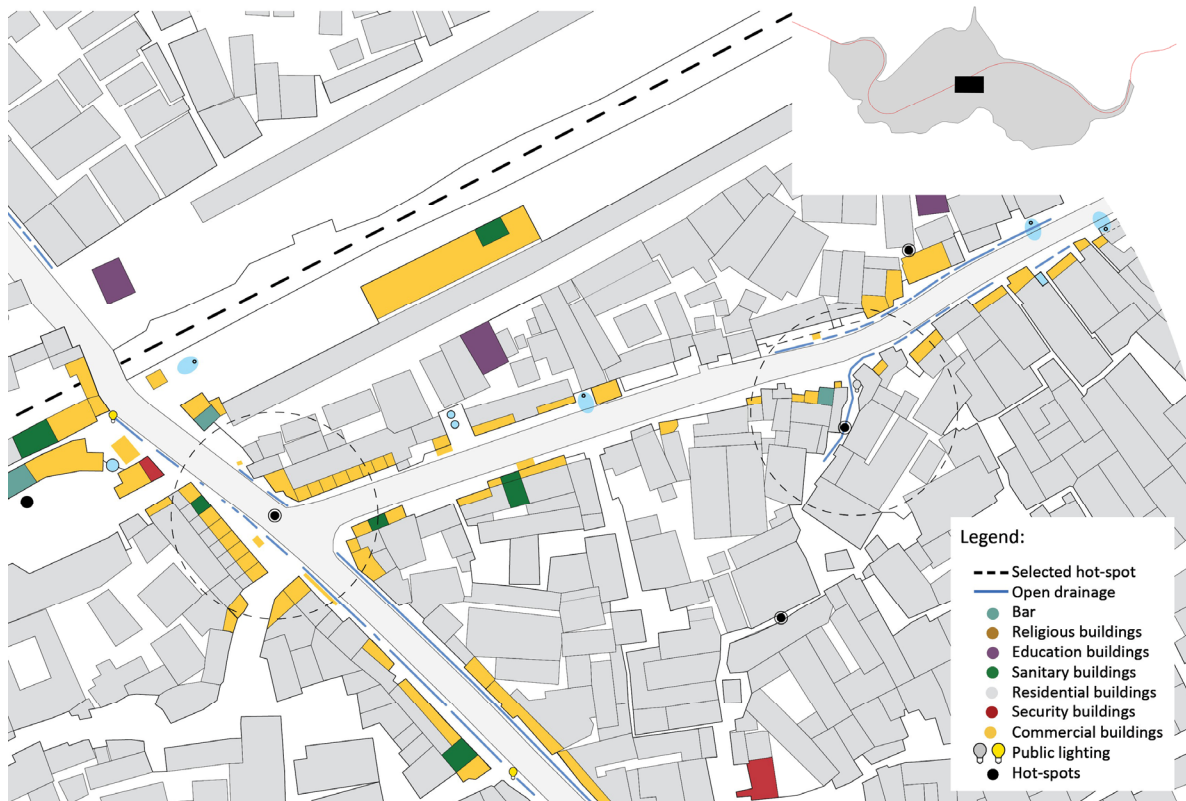 Legend:
Selected hot-spot
Open drainage
Bar
Religious buildings
Education buildings
Sanitary buildings
Residential buildings
Security buildings
Commercial buildings
Public lighting
Hot-spots